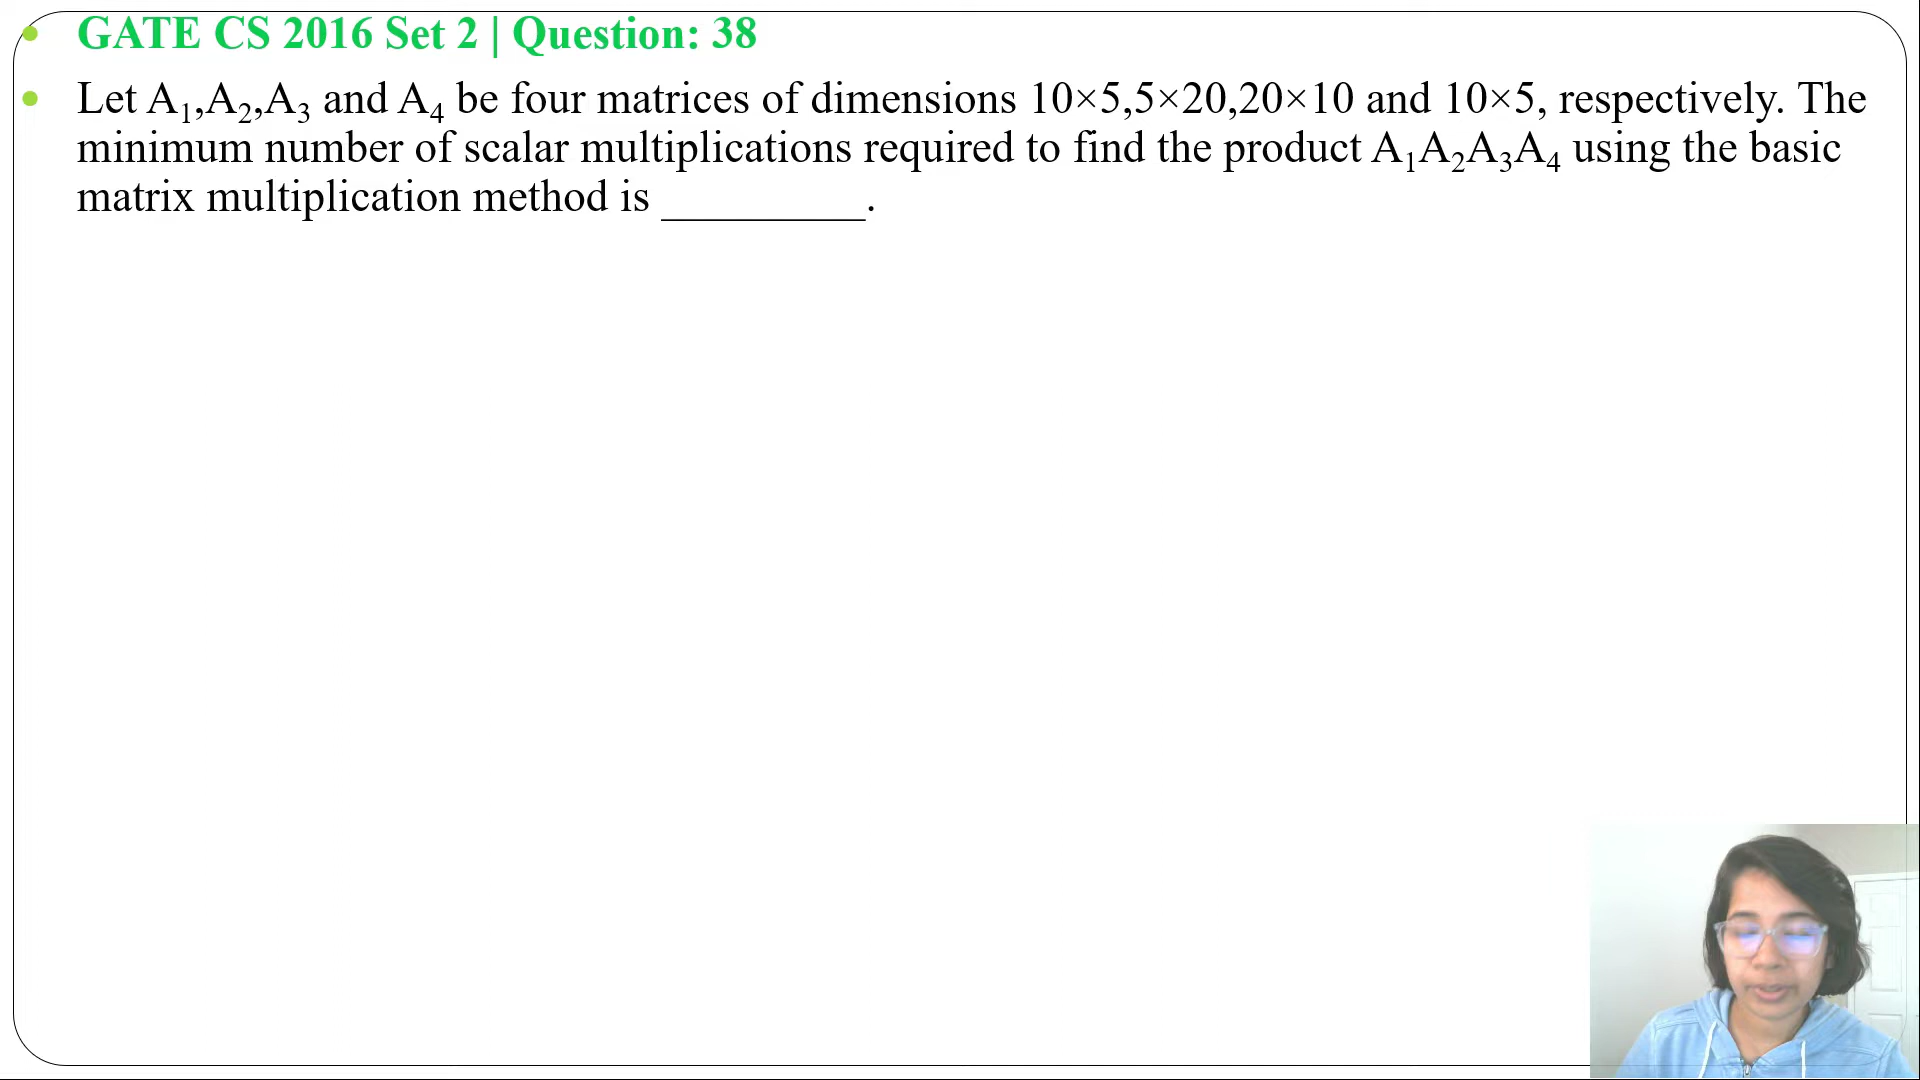 GATE CS 2016 Set 2 | Question: 38
Let A₁,A₂,A₃ and A₄ be four matrices of dimensions 10×5,5×20,20×10 and 10×5, respectively. The
minimum number of scalar multiplications required to find the product A₁A₂A₃A₄ using the basic
matrix multiplication method is _________.